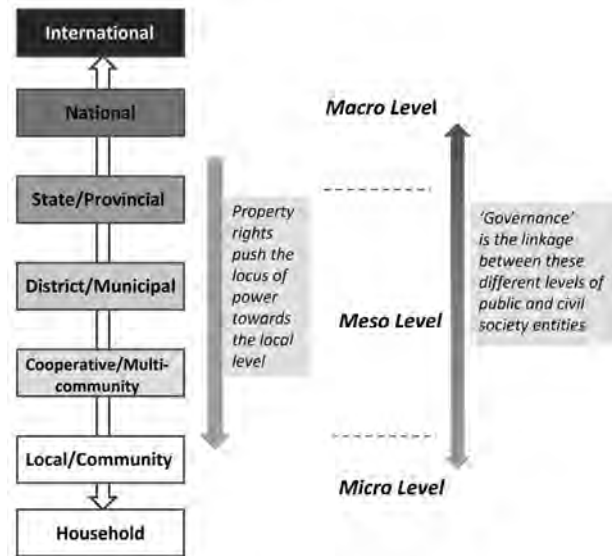 International
National
State/Provincial
District/Municipal
Cooperative/Multi-
community
Local/Community
Household
Property
rights
push the
locus of
power
towards
the local
level
Macro Level
Meso Level
Micro Level
'Governance'
is the linkage
between these
different levels of
public and civil
society entities